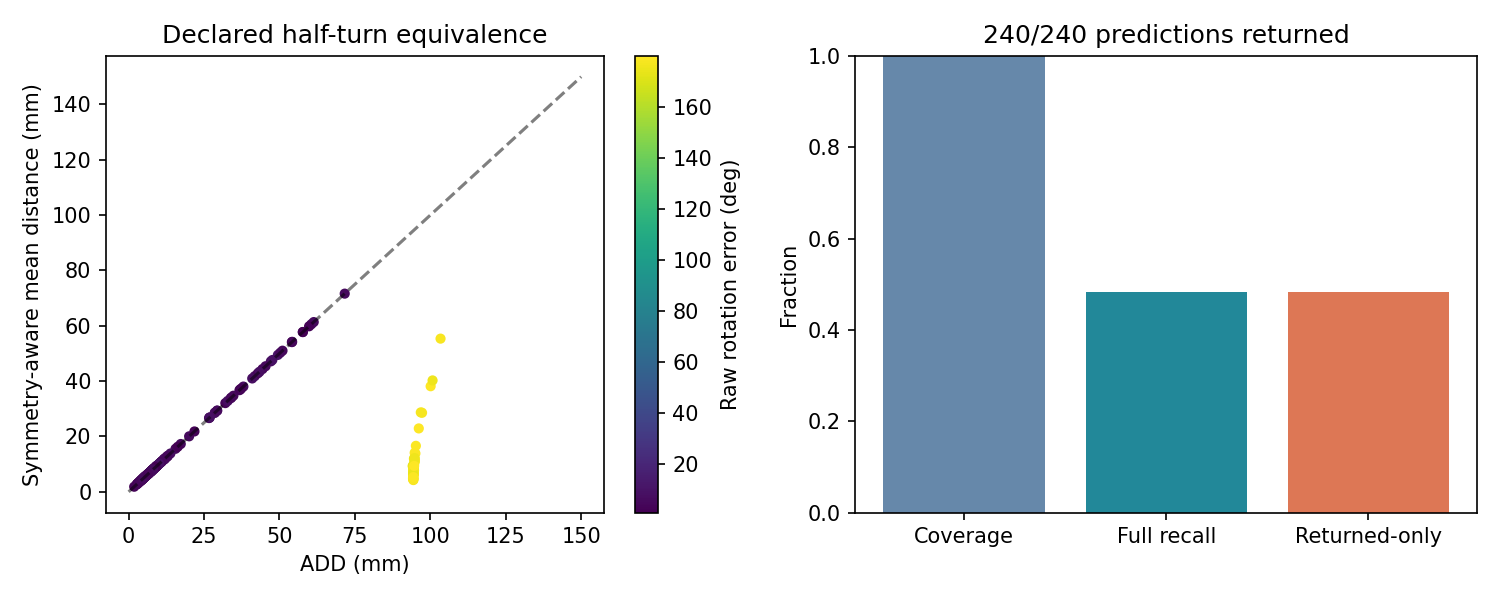 Declared half-turn equivalence
Symmetry-aware mean distance (mm)
140
120
100
80
60
40
20
0
0 25 50 75 100 125 150
ADD (mm)
160
140
120
100
80
60
40
20
Raw rotation error (deg)
240/240 predictions returned
Fraction
1.0
0.8
0.6
0.4
0.2
0.0
Coverage Full recall Returned-only